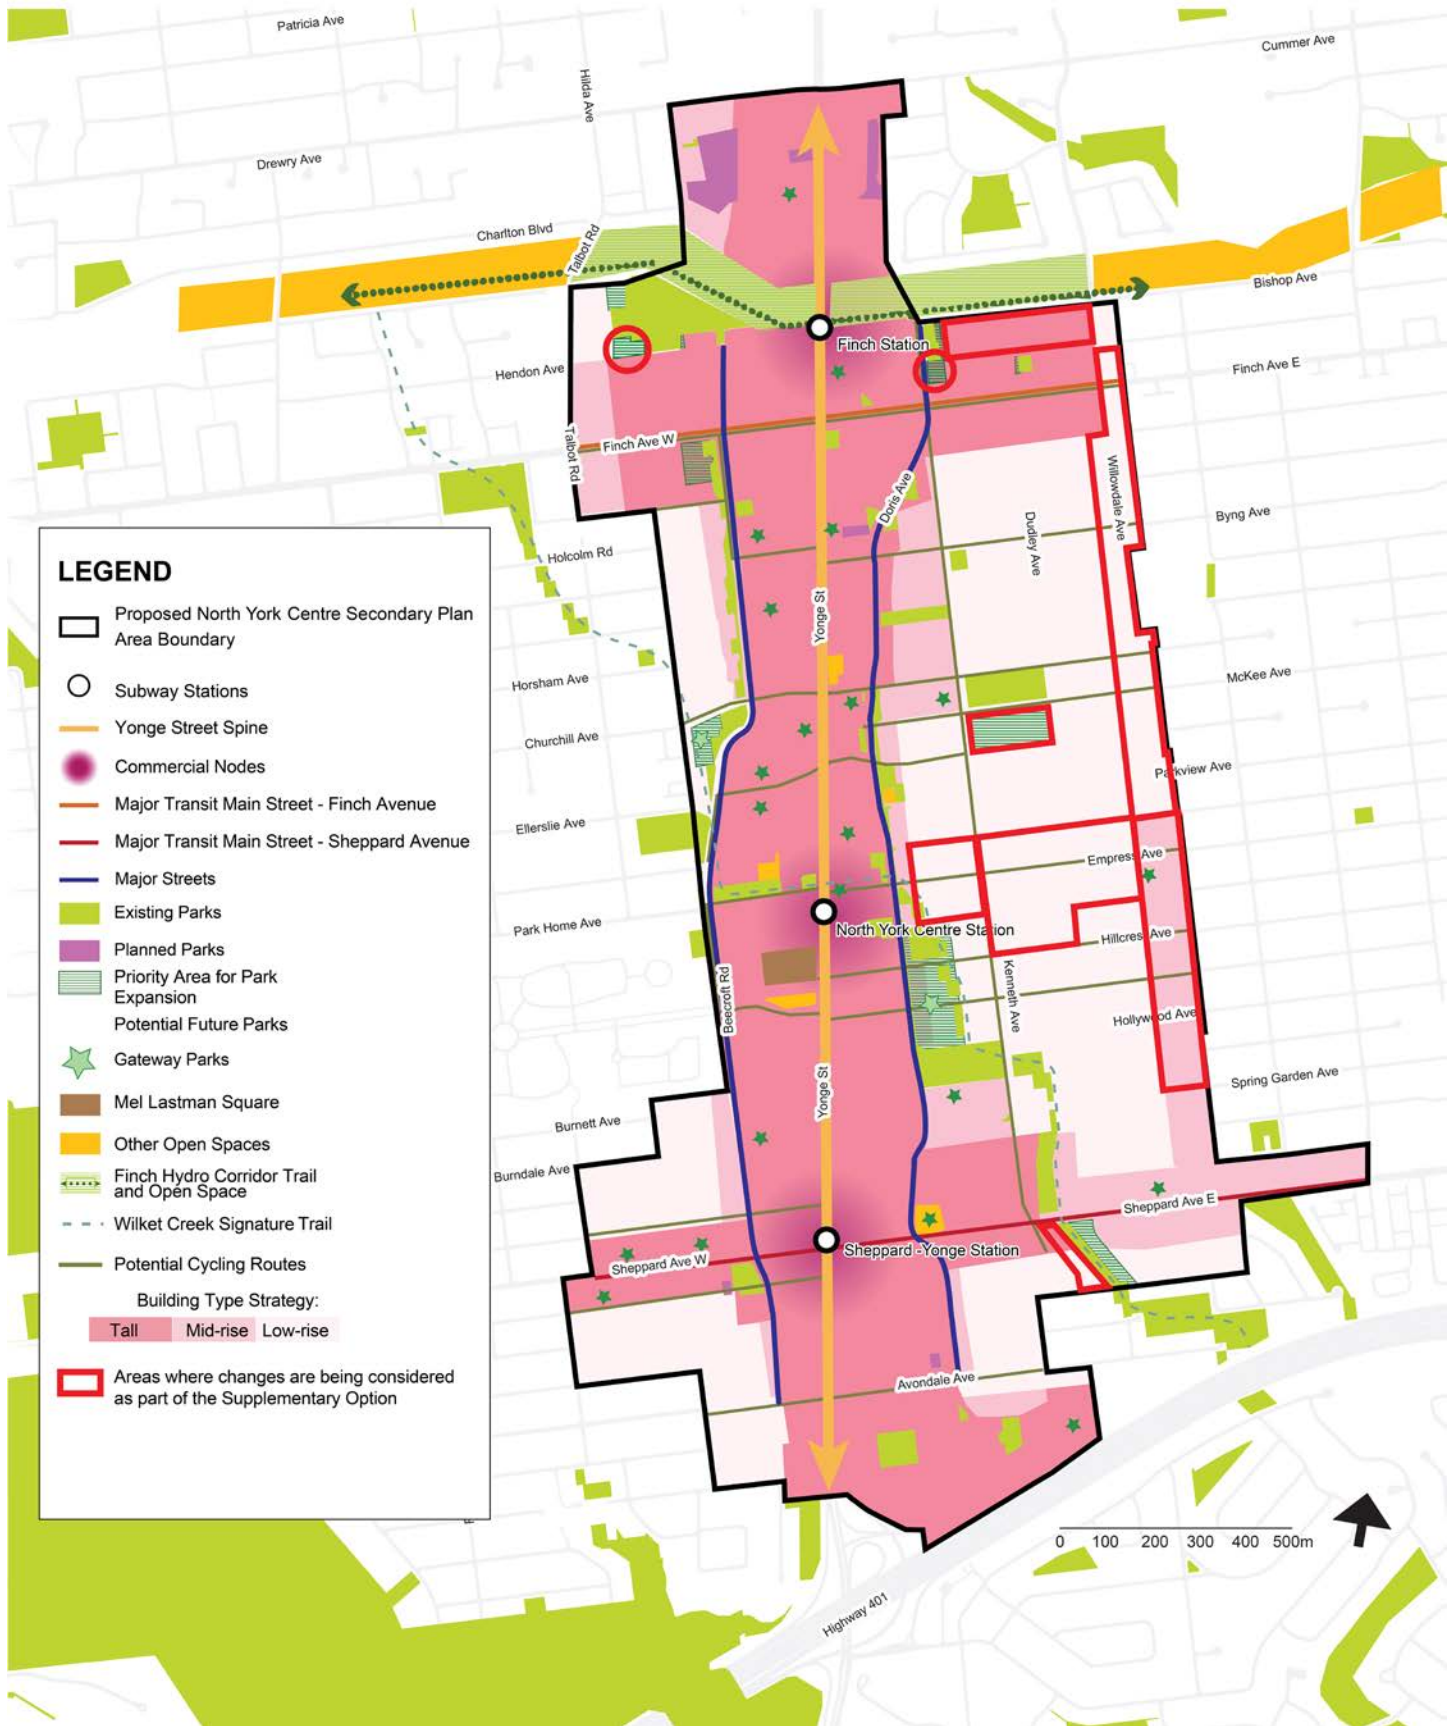 Patricia Ave
Cummer Ave
Hilda Ave
Drewry Ave
Charlton Blvd
Talbot Rd
Bishop Ave
Finch Station
Hendon Ave
Finch Ave E
Talbot Rd
Finch Ave W
Willowdale Ave
Doris Ave
Dudley Ave
Byng Ave
Holcolm Rd
Yonge St
Horsham Ave
McKee Ave
Churchill Ave
Parkview Ave
Ellerslie Ave
Empress Ave
Park Home Ave
North York Centre Station
Hillcrest Ave
Beecroft Rd
Kenneth Ave
Hollywood Ave
Yonge St
Spring Garden Ave
Burnett Ave
Burndale Ave
Sheppard Ave E
Sheppard -Yonge Station
Sheppard Ave W
Avondale Ave
Highway 401
0 100 200 300 400 500m
LEGEND
Proposed North York Centre Secondary Plan
Area Boundary
Subway Stations
Yonge Street Spine
Commercial Nodes
Major Transit Main Street - Finch Avenue
Major Transit Main Street - Sheppard Avenue
Major Streets
Existing Parks
Planned Parks
Priority Area for Park
Expansion
Potential Future Parks
Gateway Parks
Mel Lastman Square
Other Open Spaces
Finch Hydro Corridor Trail
and Open Space
Wilket Creek Signature Trail
Potential Cycling Routes
Building Type Strategy:
Tall Mid-rise Low-rise
Areas where changes are being considered
as part of the Supplementary Option